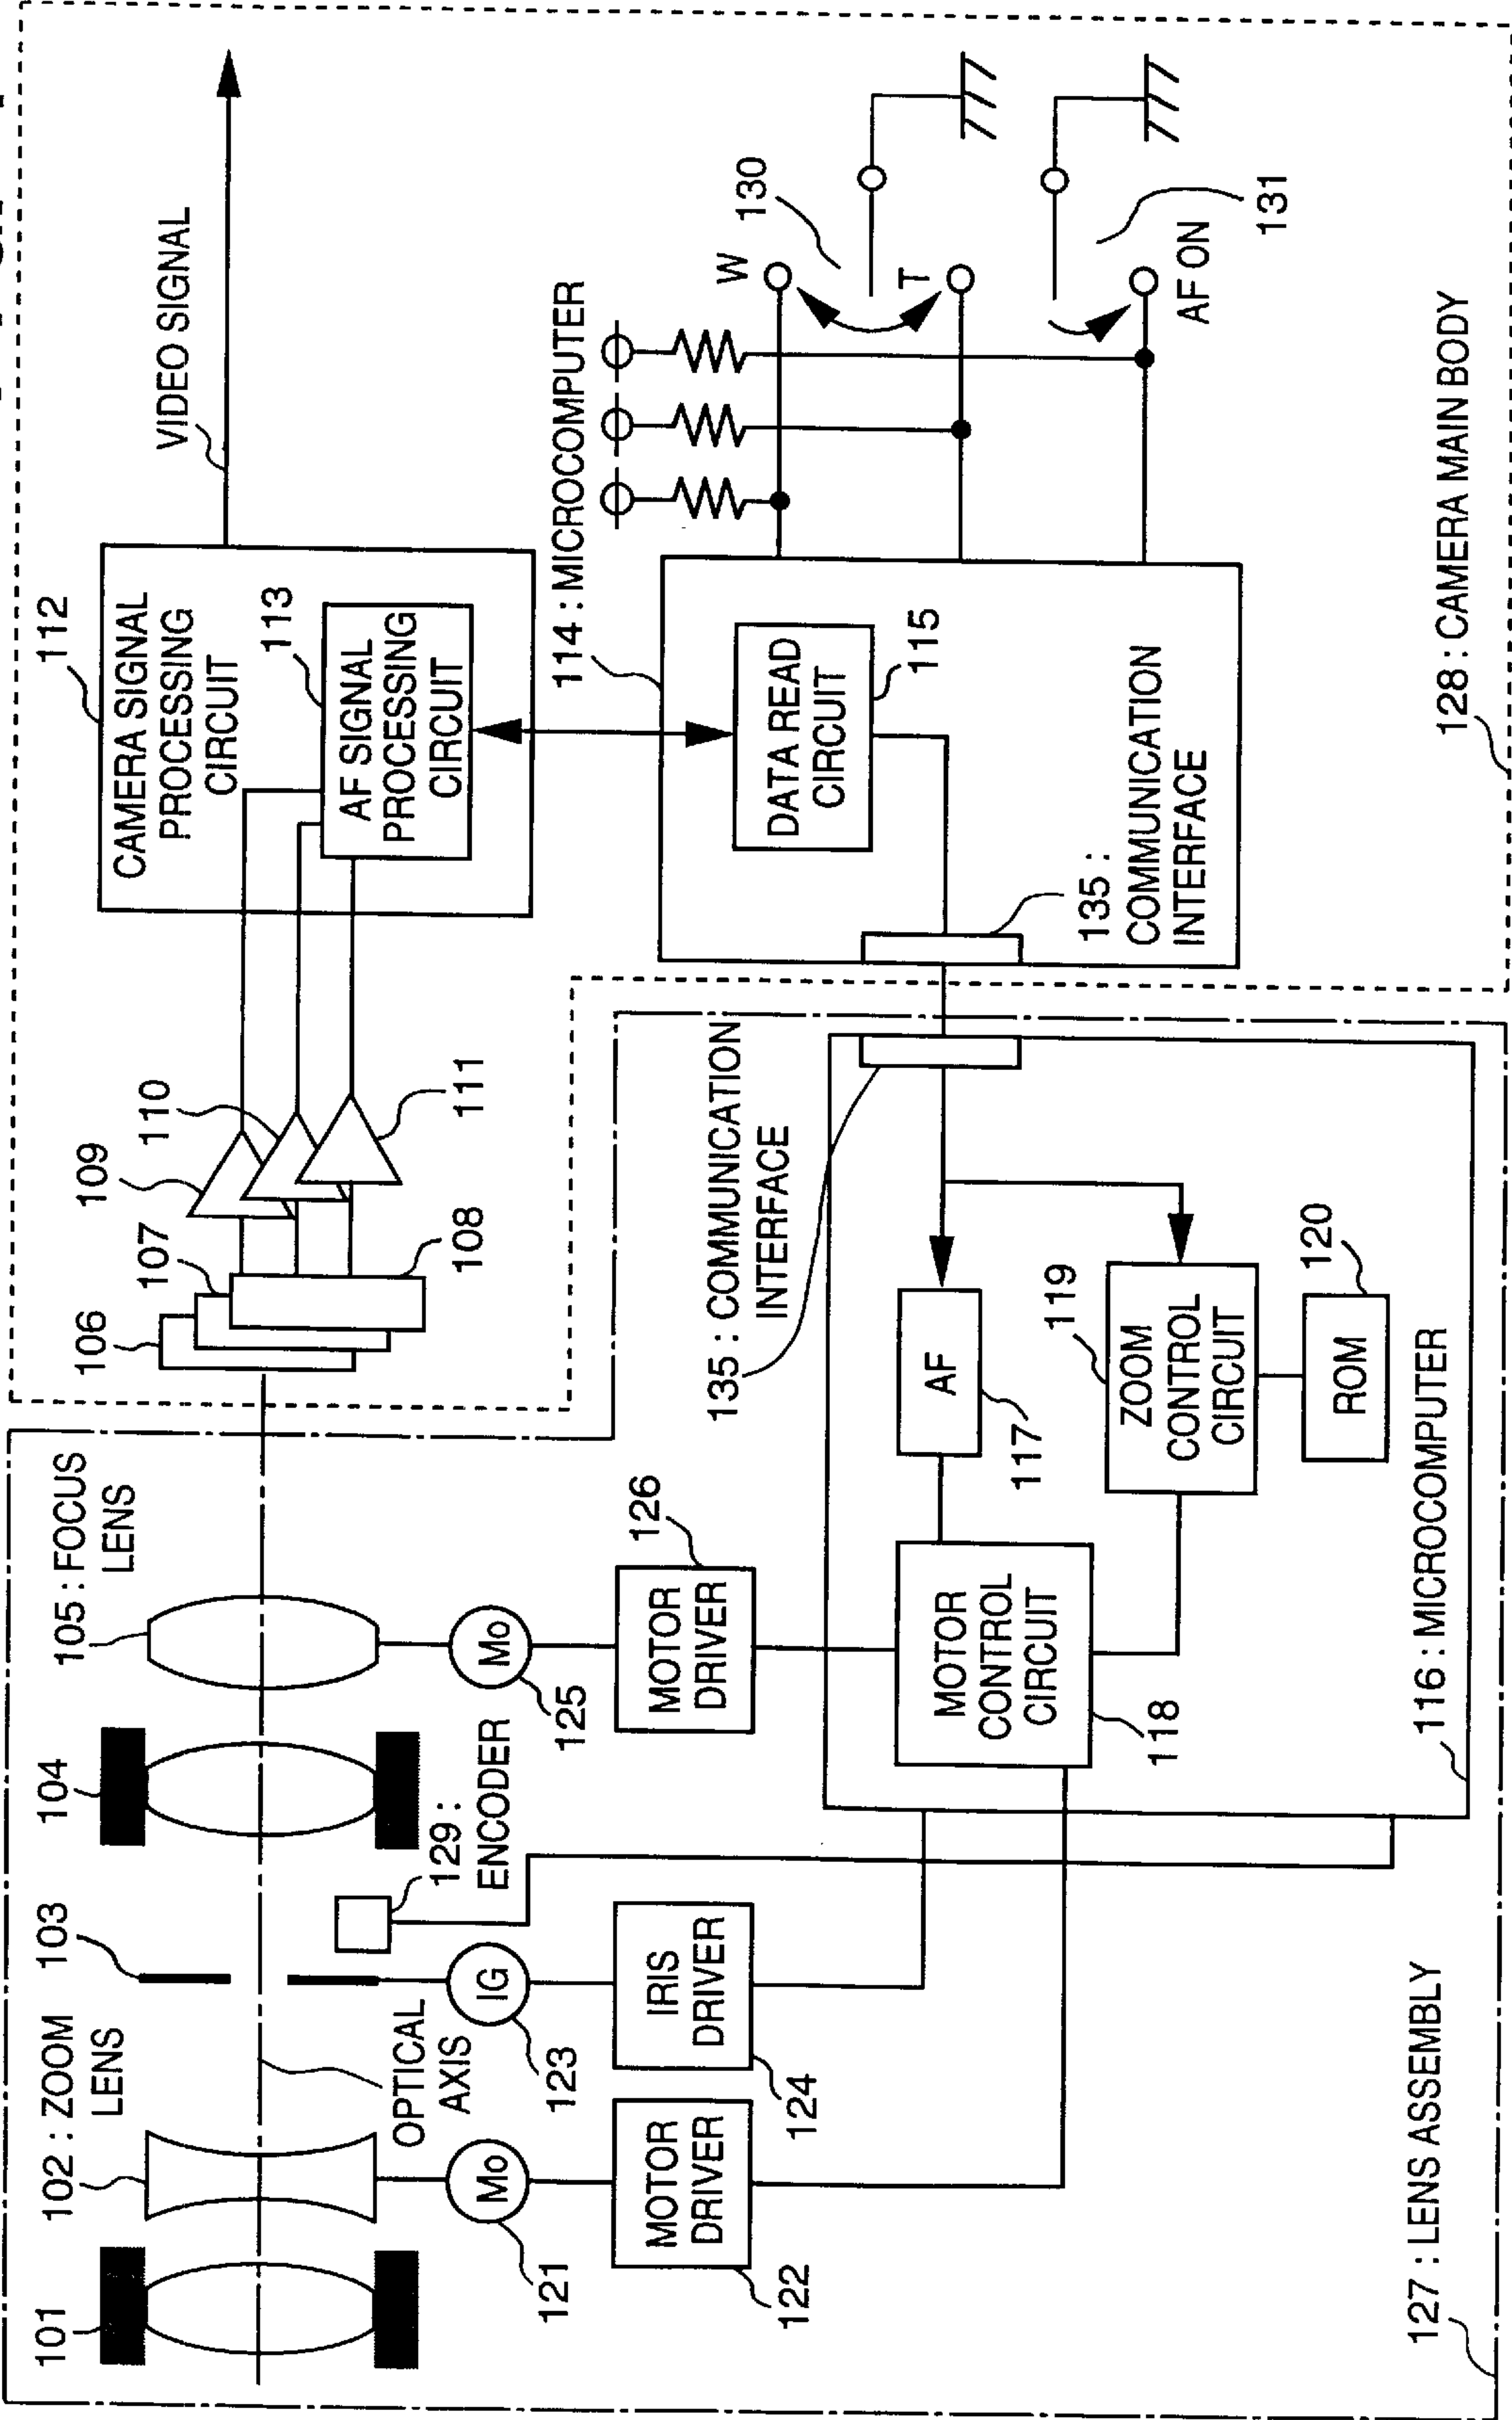 VIDEO SIGNAL
112
CAMERA SIGNAL
PROCESSING
CIRCUIT
113
AF SIGNAL
PROCESSING
CIRCUIT
109
110
111
106
107
108
114 : MICROCOMPUTER
DATA READ
CIRCUIT
115
135 :
COMMUNICATION
INTERFACE
W
T
130
AF ON
131
128 : CAMERA MAIN BODY
101
102 : ZOOM
LENS
103
104
105 : FOCUS
LENS
OPTICAL
AXIS
129 :
ENCODER
Mo
121
IG
123
Mo
125
MOTOR
DRIVER
122
IRIS
DRIVER
124
MOTOR
DRIVER
126
135 : COMMUNICATION
INTERFACE
AF
117
MOTOR
CONTROL
CIRCUIT
118
119
ZOOM
CONTROL
CIRCUIT
120
ROM
116 : MICROCOMPUTER
127 : LENS ASSEMBLY